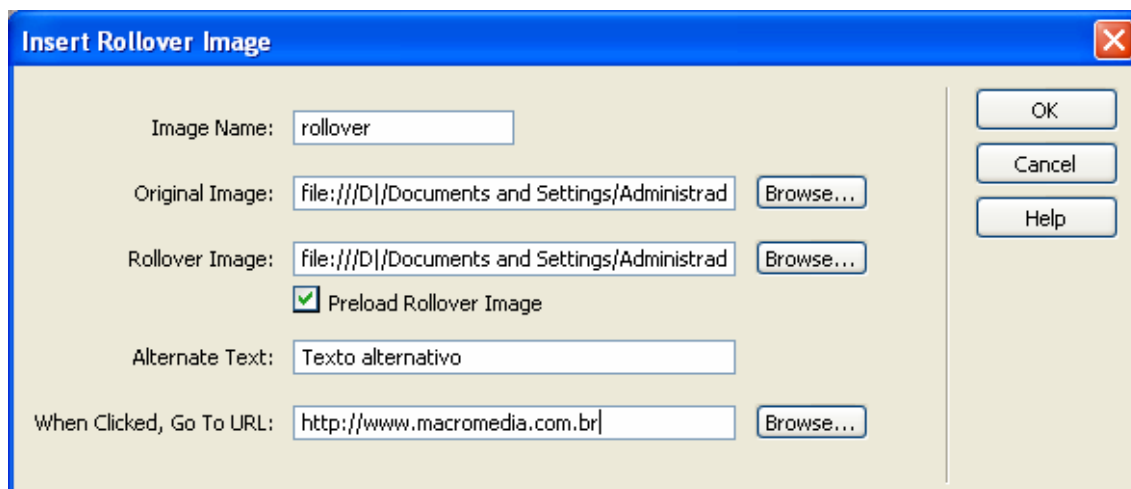 Insert Rollover Image
Image Name: rollover
OK
Original Image: file:///D|/Documents and Settings/Administrad Browse...
Cancel
Rollover Image: file:///D|/Documents and Settings/Administrad Browse...
Help
Preload Rollover Image
Alternate Text: Texto alternativo
When Clicked, Go To URL: http://www.macromedia.com.br Browse...